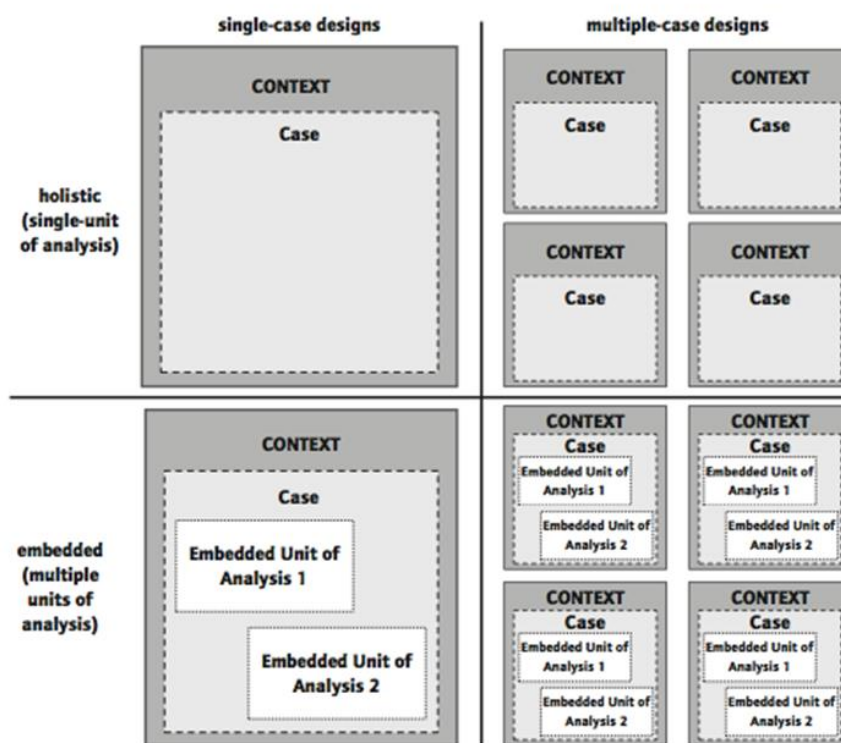 single-case designs
multiple-case designs
holistic
(single-unit
of analysis)
CONTEXT
Case
CONTEXT
Case
CONTEXT
Case
CONTEXT
Case
CONTEXT
Case
embedded
(multiple
units of
analysis)
CONTEXT
Case
Embedded Unit of
Analysis 1
Embedded Unit of
Analysis 2
CONTEXT
Case
Embedded Unit of
Analysis 1
Embedded Unit of
Analysis 2
CONTEXT
Case
Embedded Unit of
Analysis 1
Embedded Unit of
Analysis 2
CONTEXT
Case
Embedded Unit of
Analysis 1
Embedded Unit of
Analysis 2
CONTEXT
Case
Embedded Unit of
Analysis 1
Embedded Unit of
Analysis 2